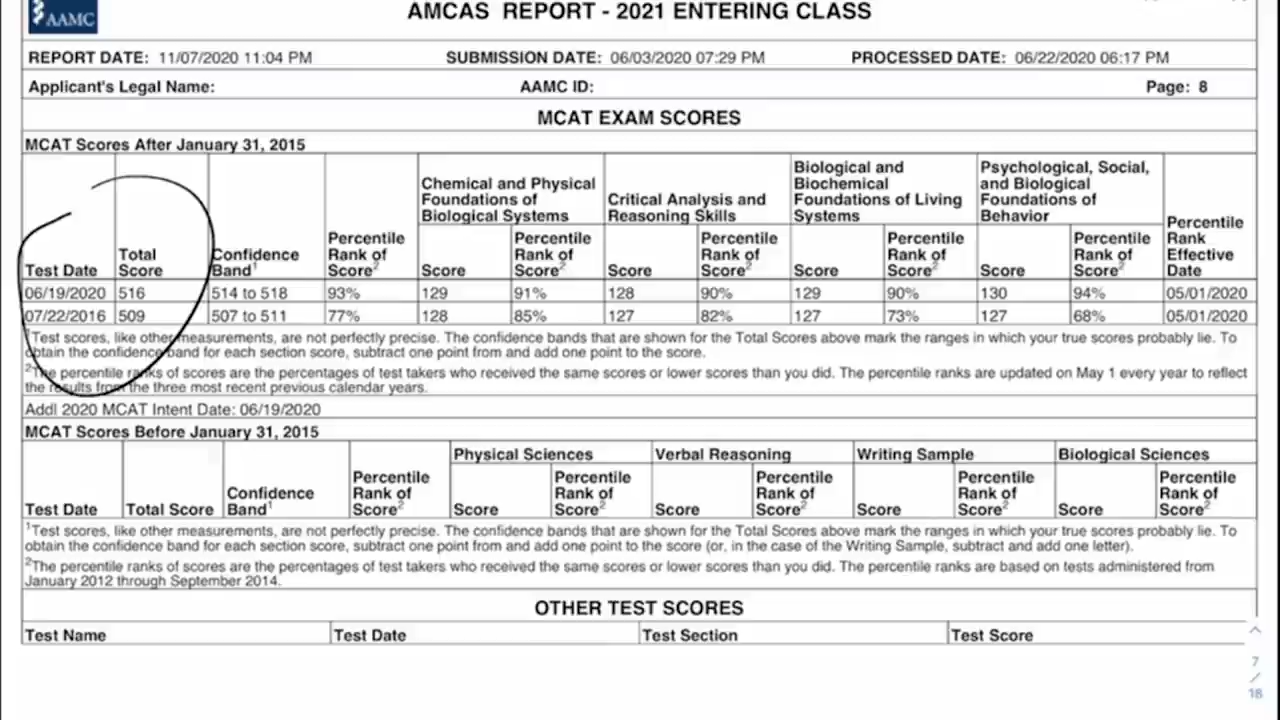 AAMC
AMCAS REPORT - 2021 ENTERING CLASS
REPORT DATE: 11/07/2020 11:04 PM SUBMISSION DATE: 06/03/2020 07:29 PM PROCESSED DATE: 06/22/2020 06:17 PM
Applicant's Legal Name: AAMC ID: Page: 8
MCAT EXAM SCORES
MCAT Scores After January 31, 2015
Test Date
Total
Score
Confidence
Band1
Percentile
Rank of
Score2
Chemical and Physical
Foundations of
Biological Systems
Score
Percentile
Rank of
Score2
Critical Analysis and
Reasoning Skills
Score
Percentile
Rank of
Score2
Biological and
Biochemical
Foundations of Living
Systems
Score
Percentile
Rank of
Score2
Psychological, Social,
and Biological
Foundations of
Behavior
Score
Percentile
Rank of
Score2
Percentile
Rank
Effective
Date
06/19/2020 516 514 to 518 93% 129 91% 128 90% 129 90% 130 94% 05/01/2020
07/22/2016 509 507 to 511 77% 128 85% 127 82% 127 73% 127 68% 05/01/2020
1Test scores, like other measurements, are not perfectly precise. The confidence bands that are shown for the Total Scores above mark the ranges in which your true scores probably lie. To
obtain the confidence band for each section score, subtract one point from and add one point to the score.
2The percentile ranks of scores are the percentages of test takers who received the same scores or lower scores than you did. The percentile ranks are updated on May 1 every year to reflect
the results from the three most recent previous calendar years.
Addl 2020 MCAT Intent Date: 06/19/2020
MCAT Scores Before January 31, 2015
Test Date
Total Score
Confidence
Band1
Percentile
Rank of
Score2
Physical Sciences
Score
Percentile
Rank of
Score2
Verbal Reasoning
Score
Percentile
Rank of
Score2
Writing Sample
Score
Percentile
Rank of
Score2
Biological Sciences
Score
Percentile
Rank of
Score2
1Test scores, like other measurements, are not perfectly precise. The confidence bands that are shown for the Total Scores above mark the ranges in which your true scores probably lie. To
obtain the confidence band for each section score, subtract one point from and add one point to the score (or, in the case of the Writing Sample, subtract and add one letter).
2The percentile ranks of scores are the percentages of test takers who received the same scores or lower scores than you did. The percentile ranks are based on tests administered from
January 2012 through September 2014.
OTHER TEST SCORES
Test Name Test Date Test Section Test Score
7
/
18